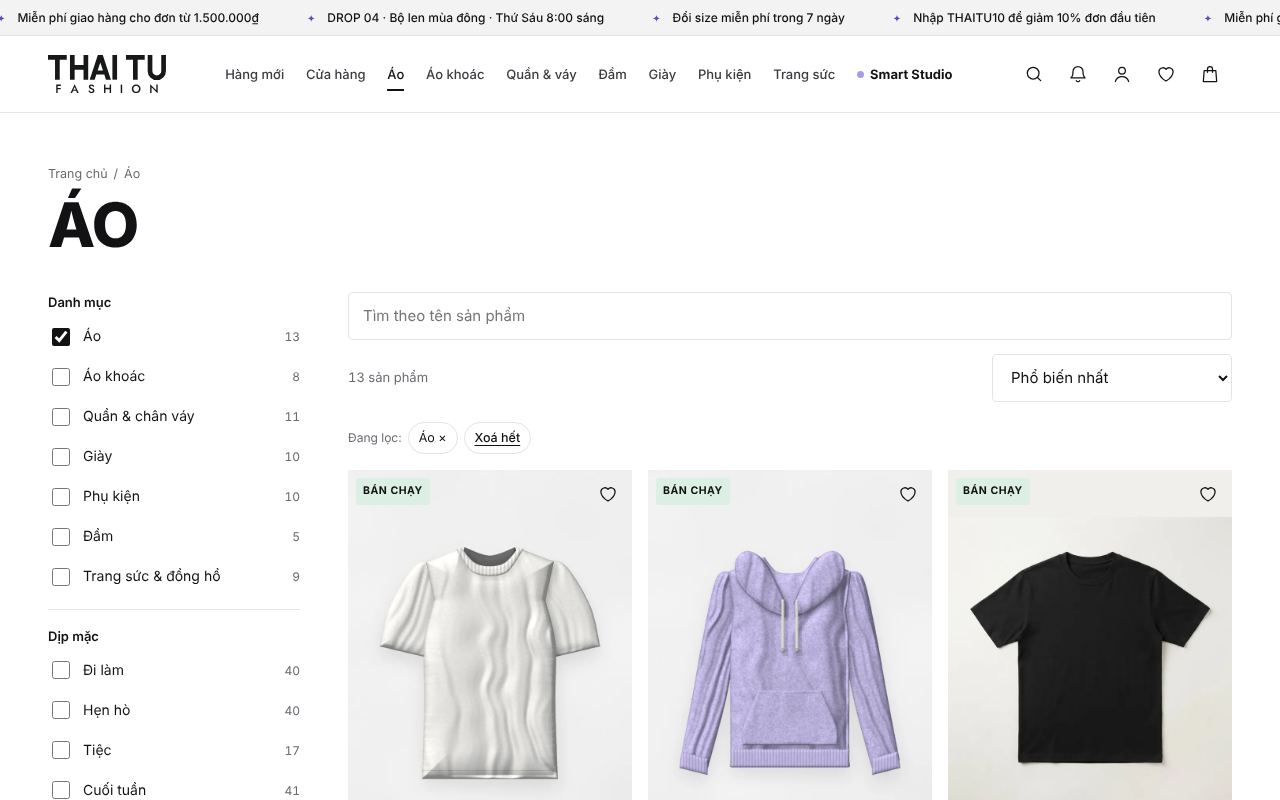 Miễn phí giao hàng cho đơn từ 1.500.000₫
DROP 04 · Bộ len mùa đông · Thứ Sáu 8:00 sáng
Đổi size miễn phí trong 7 ngày
Nhập THAITU10 để giảm 10% đơn đầu tiên
Miễn phí
THAI TU
FASHION
Hàng mới
Cửa hàng
Áo
Áo khoác
Quần & váy
Đầm
Giày
Phụ kiện
Trang sức
Smart Studio
Trang chủ / Áo
ÁO
Danh mục
Áo 13
Áo khoác 8
Quần & chân váy 11
Giày 10
Phụ kiện 10
Đầm 5
Trang sức & đồng hồ 9
Dịp mặc
Đi làm 40
Hẹn hò 40
Tiệc 17
Cuối tuần 41
Tìm theo tên sản phẩm
13 sản phẩm
Phổ biến nhất
Đang lọc:
Áo ×
Xoá hết
BÁN CHẠY
BÁN CHẠY
BÁN CHẠY